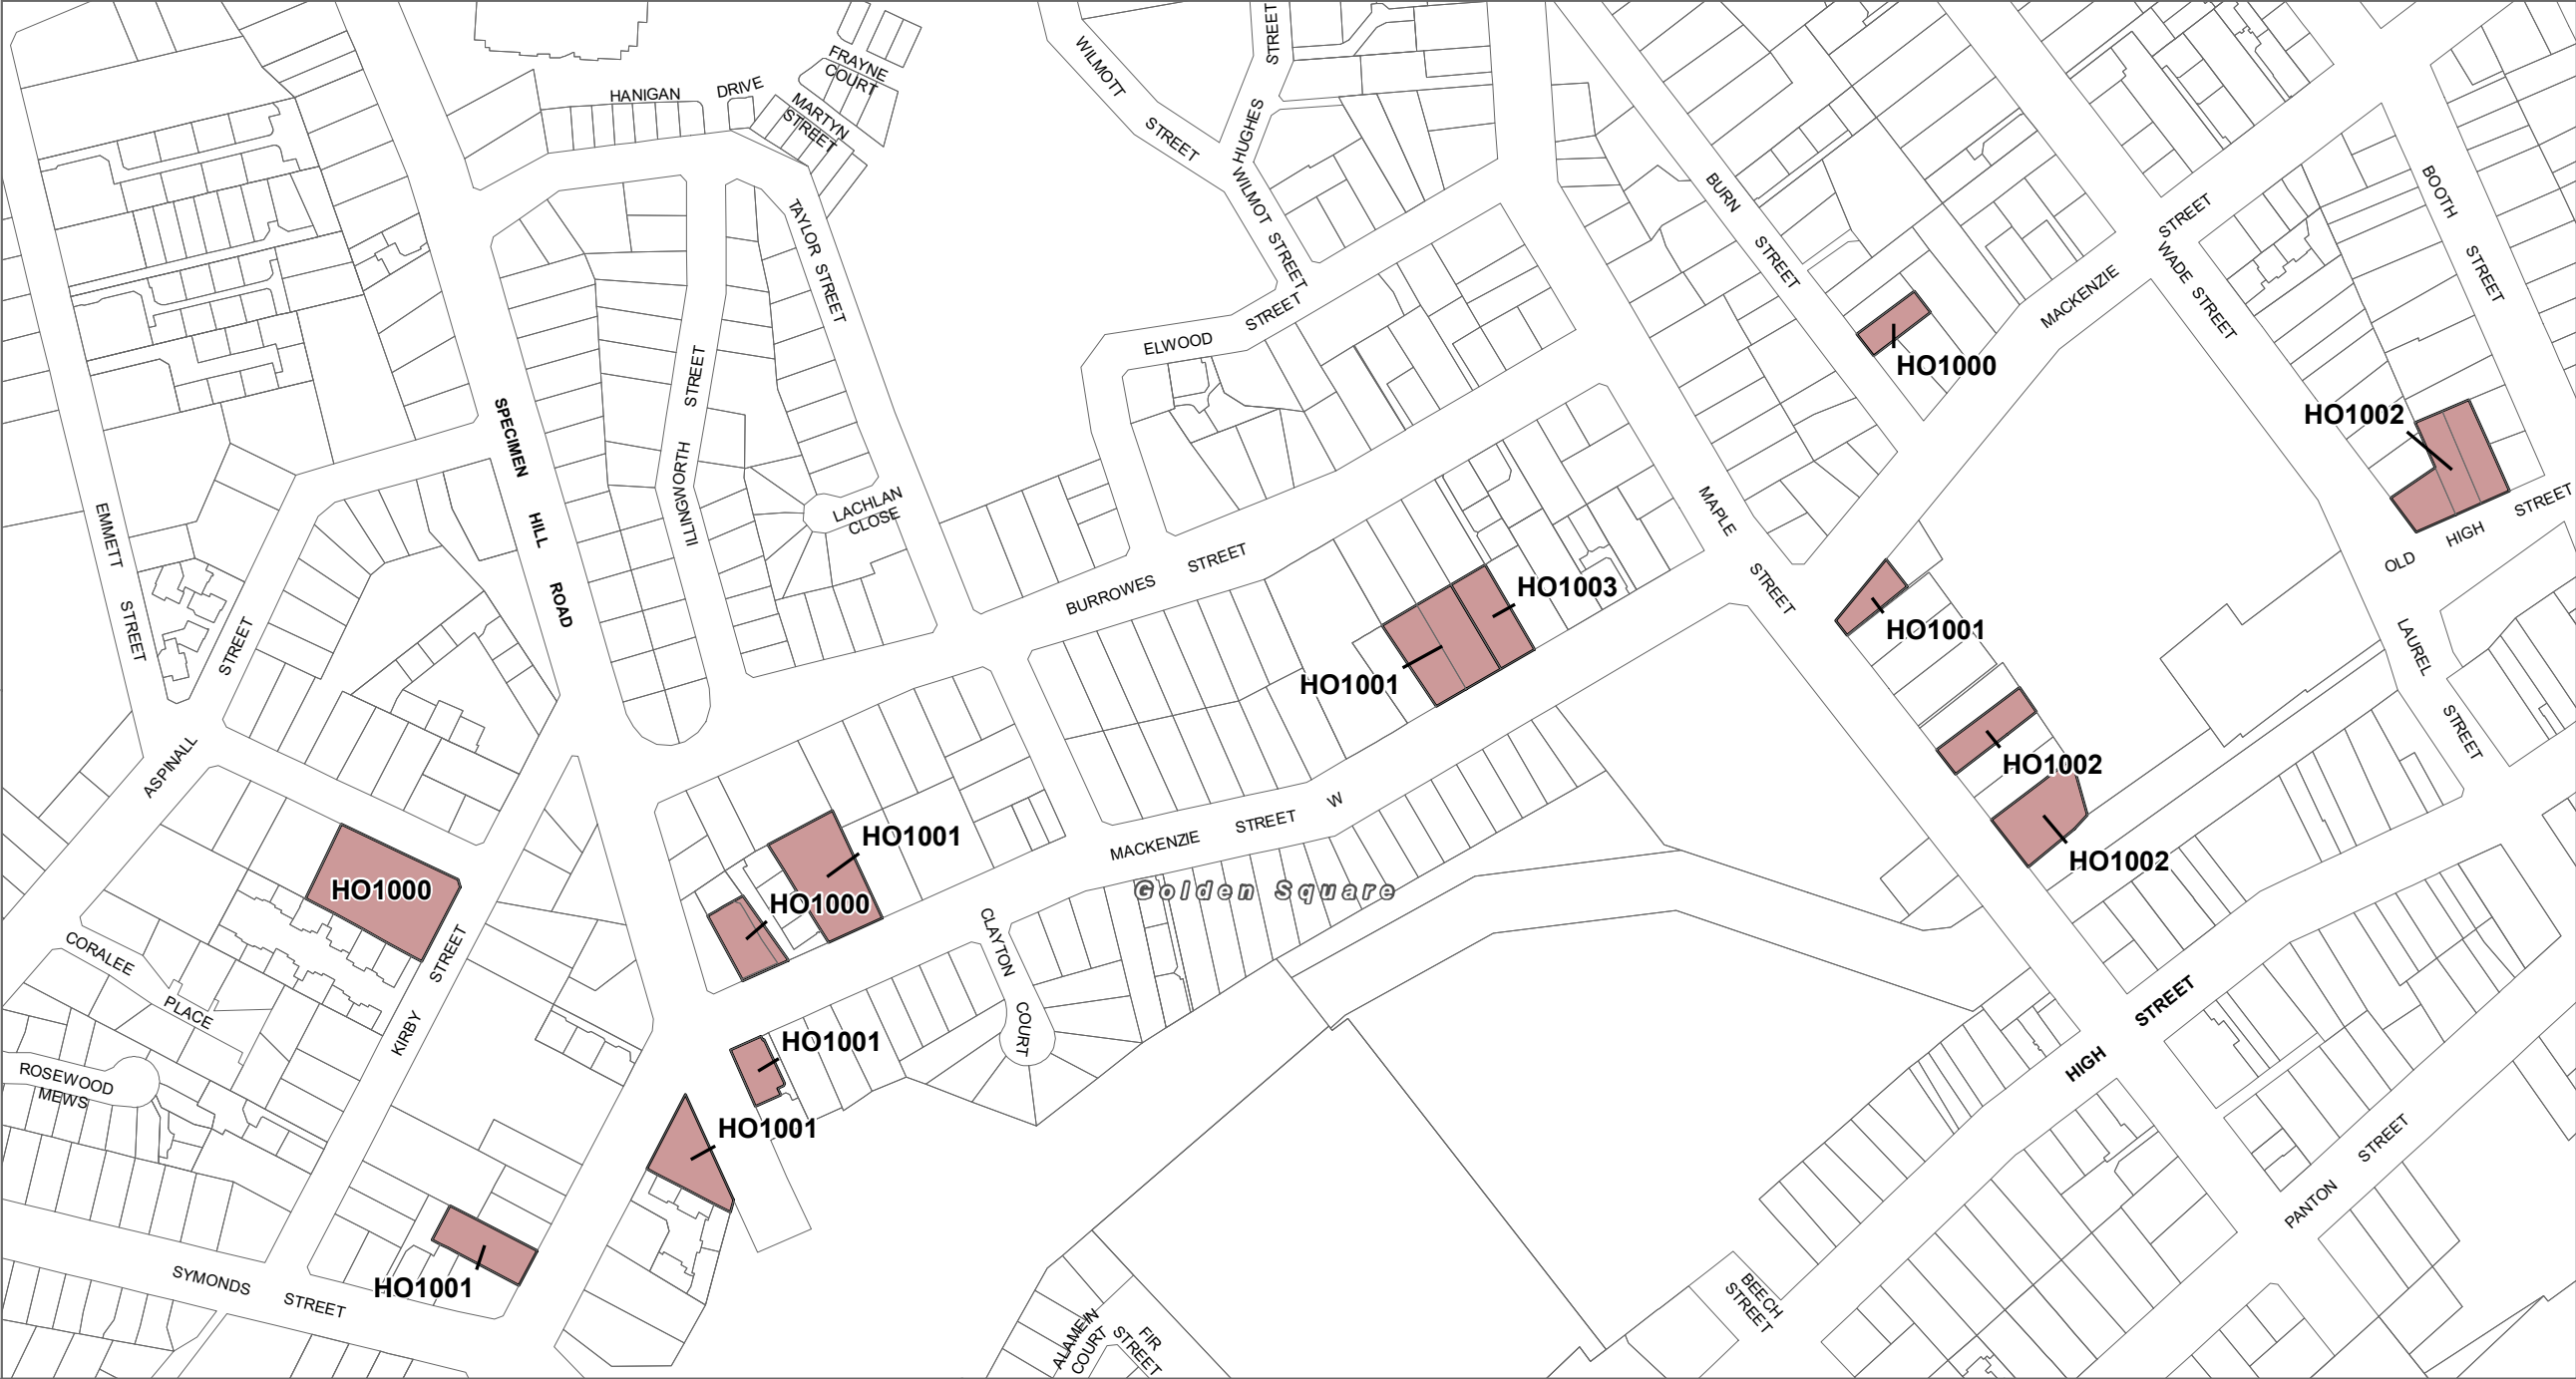 FRAYNE
COURT
HANIGAN DRIVE
MARTYN
STREET
WILMOTT STREET
HUGHES STREET
WILMOT STREET
TAYLOR STREET
BURN STREET
BOOTH STREET
MACKENZIE STREET
WADE STREET
ELWOOD STREET
HO1000
HO1002
ILLINGWORTH STREET
SPECIMEN HILL ROAD
LACHLAN
CLOSE
EMMETT STREET
MAPLE STREET
OLD HIGH STREET
BURROWES STREET
HO1003
HO1001
HO1001
LAUREL STREET
ASPINALL STREET
HO1002
HO1002
MACKENZIE STREET W
HO1001
HO1000
HO1000
Golden Square
CLAYTON COURT
CORALEE PLACE
KIRBY STREET
HIGH STREET
HO1001
HO1001
ROSEWOOD
MEWS
PANTON STREET
SYMONDS STREET
HO1001
BEECH
STREET
ALAMEIN
COURT
FIR
STREET